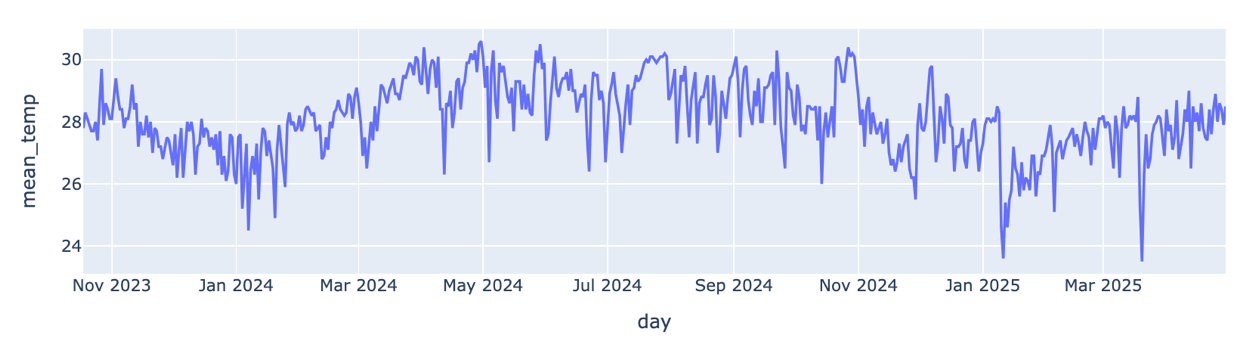 mean_temp
30
28
26
24
Nov 2023
Jan 2024
Mar 2024
May 2024
Jul 2024
Sep 2024
Nov 2024
Jan 2025
Mar 2025
day